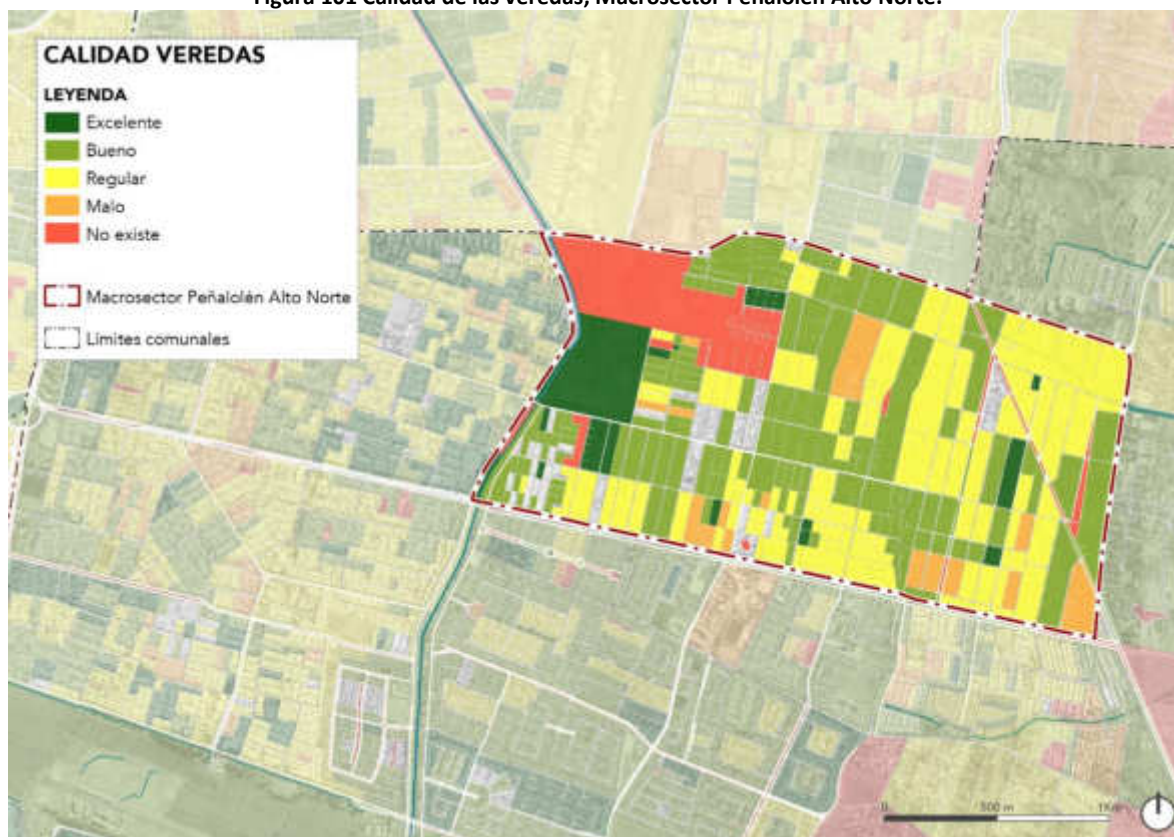 Figura 101 Calidad de las veredas, Macrosector Peñalolén Alto Norte.
CALIDAD VEREDAS
LEYENDA
Excelente
Bueno
Regular
Malo
No existe
Macrosector Peñalolén Alto Norte
Límites comunales
0 500 m 1Km